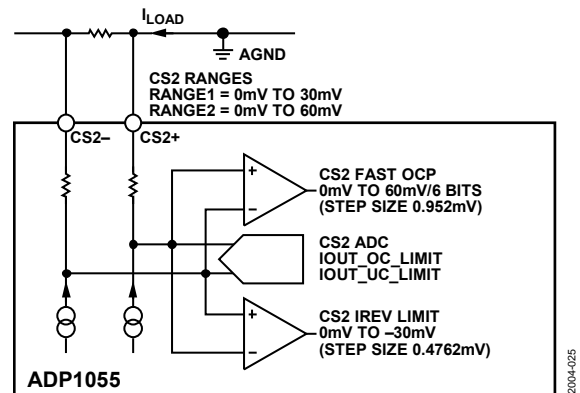 I LOAD
AGND
CS2 RANGES
RANGE1 = 0mV TO 30mV
RANGE2 = 0mV TO 60mV
CS2– CS2+
+
–
CS2 FAST OCP
0mV TO 60mV/6 BITS
(STEP SIZE 0.952mV)
CS2 ADC
IOUT_OC_LIMIT
IOUT_UC_LIMIT
+
–
CS2 IREV LIMIT
0mV TO –30mV
(STEP SIZE 0.4762mV)
ADP1055
2004-025